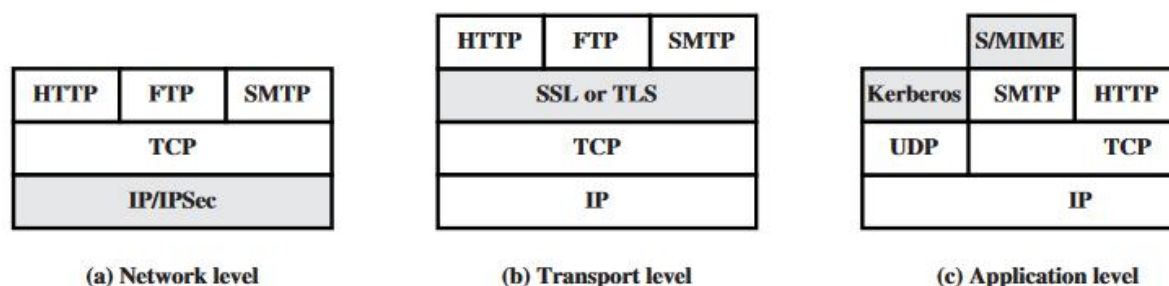 HTTP FTP SMTP
TCP
IP/IPSec
(a) Network level
HTTP FTP SMTP
SSL or TLS
TCP
IP
(b) Transport level
S/MIME
Kerberos SMTP HTTP
UDP TCP
IP
(c) Application level